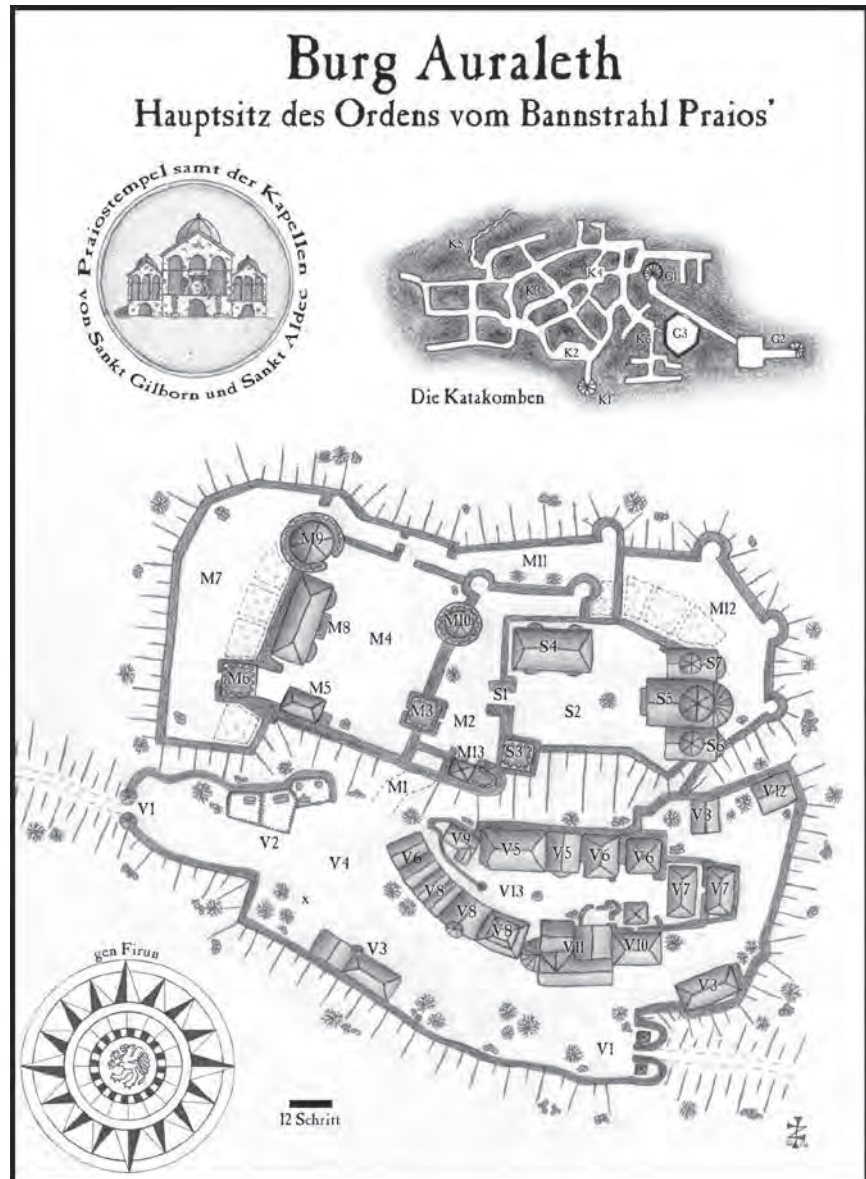 Burg Auraleth
Hauptsitz des Ordens vom Bannstrahl Praios'
Praiostempel samt der Kapellen
von Sankt Gilborn und Sankt Aldec
K5
K4
G1
K3
K6
G3
K2
G2
K1
Die Katakomben
M9
M11
M7
M12
M10
M8
M4
S4
S7
M6
M5
S1
S5
M3
M2
S2
S3
S6
M13
M1
V1
V12
V3
V2
V9
V5
V5
V6
V6
V4
V6
V7
V7
V8
V13
x
V8
V8
V11
V10
V3
V3
V1
gen Firun
12 Schritt